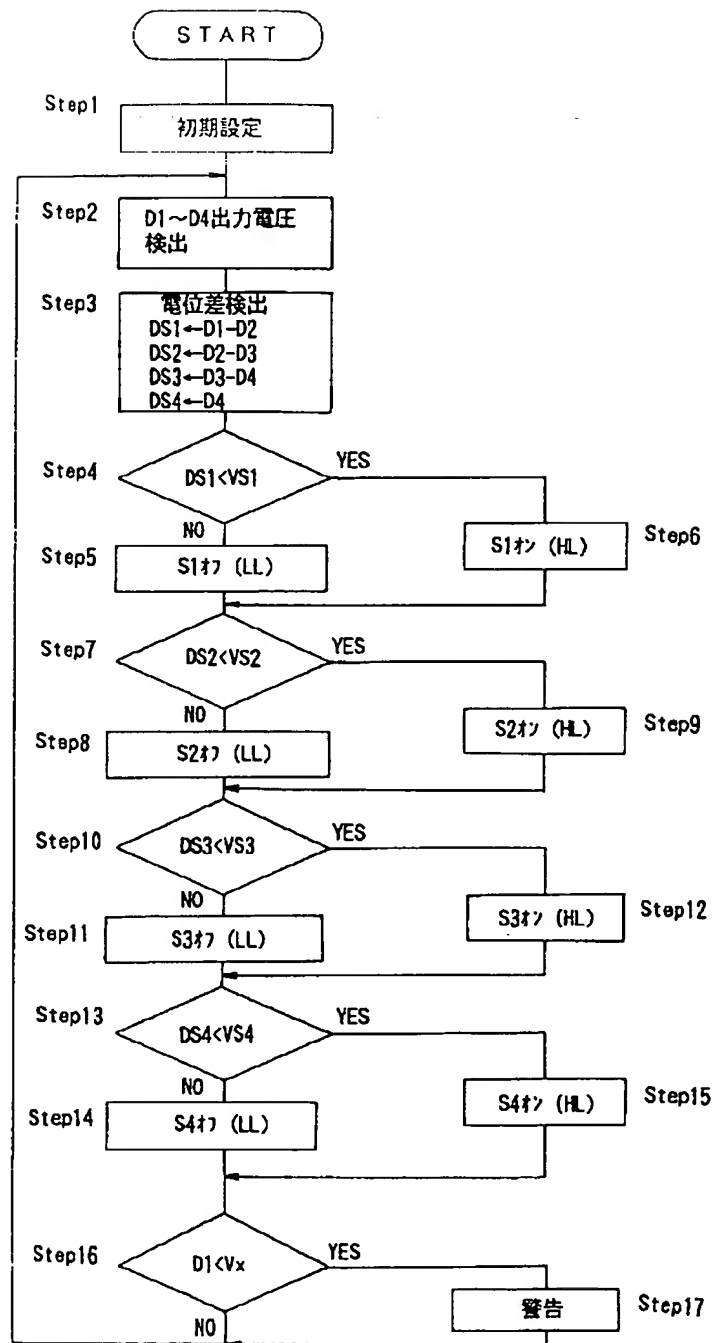 START
Step1
初期設定
Step2
D1～D4出力電圧
検出
Step3
電位差検出
DS1←D1-D2
DS2←D2-D3
DS3←D3-D4
DS4←D4
Step4
DS1<VS1
YES
NO
Step5
S1ｵﾌ (LL)
S1ｵﾝ (HL)
Step6
Step7
DS2<VS2
YES
NO
Step8
S2ｵﾌ (LL)
S2ｵﾝ (HL)
Step9
Step10
DS3<VS3
YES
NO
Step11
S3ｵﾌ (LL)
S3ｵﾝ (HL)
Step12
Step13
DS4<VS4
YES
NO
Step14
S4ｵﾌ (LL)
S4ｵﾝ (HL)
Step15
Step16
D1<Vx
YES
NO
警告
Step17